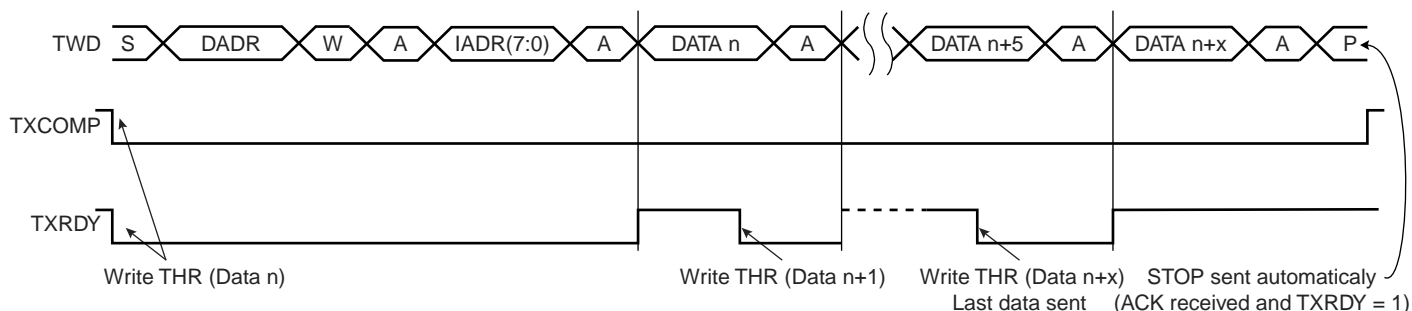 TWD S DADR W A IADR(7:0) A DATA n A DATA n+5 A DATA n+x A P
TXCOMP
TXRDY
Write THR (Data n) Write THR (Data n+1) Write THR (Data n+x) STOP sent automaticaly
Last data sent (ACK received and TXRDY = 1)